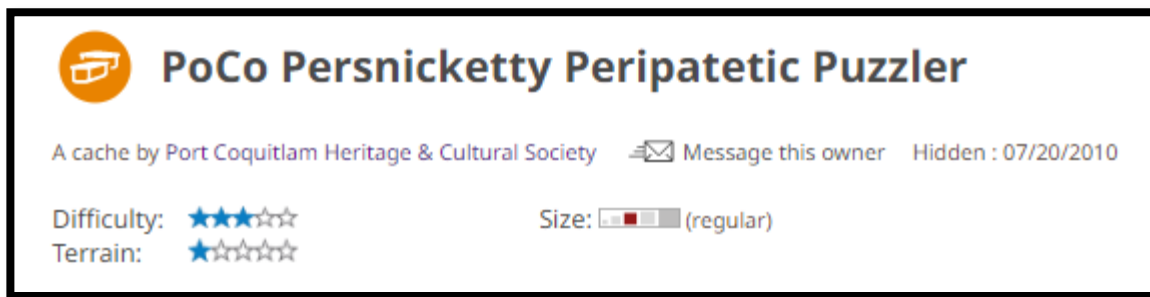 PoCo Persnicketty Peripatetic Puzzler
A cache by Port Coquitlam Heritage & Cultural Society Message this owner Hidden : 07/20/2010
Difficulty: Size: (regular)
Terrain: